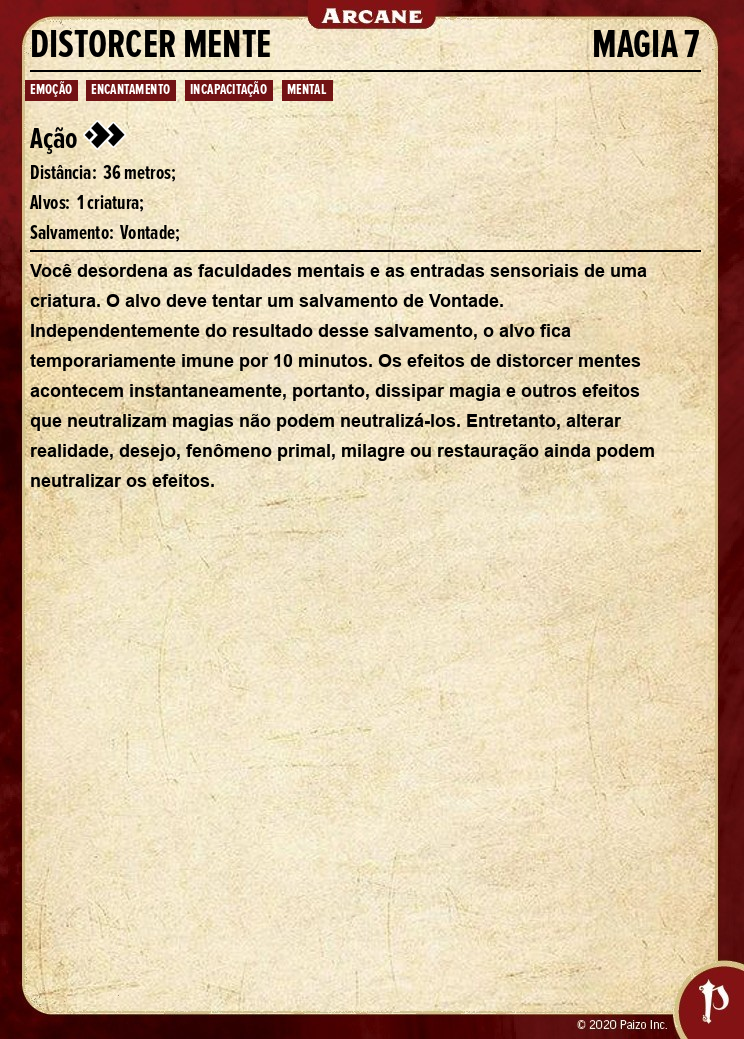 ARCANE
DISTORCER MENTE MAGIA 7
EMOÇÃO ENCANTAMENTO INCAPACITAÇÃO MENTAL
Ação
Distância: 36 metros;
Alvos: 1 criatura;
Salvamento: Vontade;
Você desordena as faculdades mentais e as entradas sensoriais de uma
criatura. O alvo deve tentar um salvamento de Vontade.
Independentemente do resultado desse salvamento, o alvo fica
temporariamente imune por 10 minutos. Os efeitos de distorcer mentes
acontecem instantaneamente, portanto, dissipar magia e outros efeitos
que neutralizam magias não podem neutralizá-los. Entretanto, alterar
realidade, desejo, fenômeno primal, milagre ou restauração ainda podem
neutralizar os efeitos.
P
© 2020 Paizo Inc.